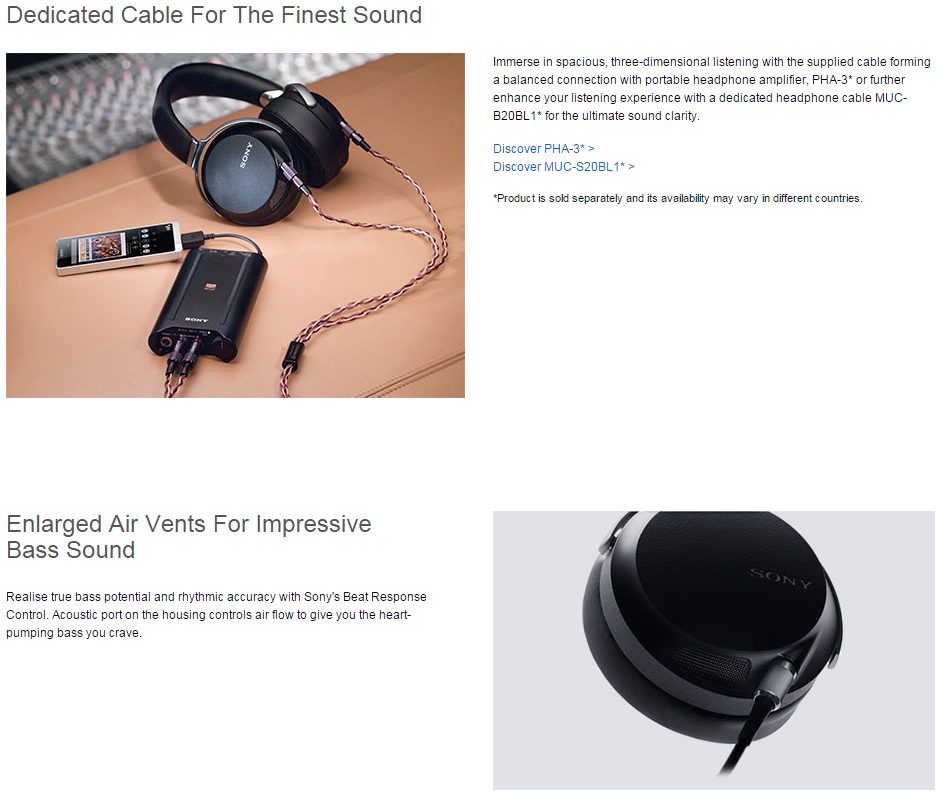 Dedicated Cable For The Finest Sound
SONY
SONY
Immerse in spacious, three-dimensional listening with the supplied cable forming
a balanced connection with portable headphone amplifier, PHA-3* or further
enhance your listening experience with a dedicated headphone cable MUC-
B20BL1* for the ultimate sound clarity.
Discover PHA-3* >
Discover MUC-S20BL1* >
*Product is sold separately and its availability may vary in different countries.
Enlarged Air Vents For Impressive
Bass Sound
Realise true bass potential and rhythmic accuracy with Sony's Beat Response
Control. Acoustic port on the housing controls air flow to give you the heart-
pumping bass you crave.
SONY